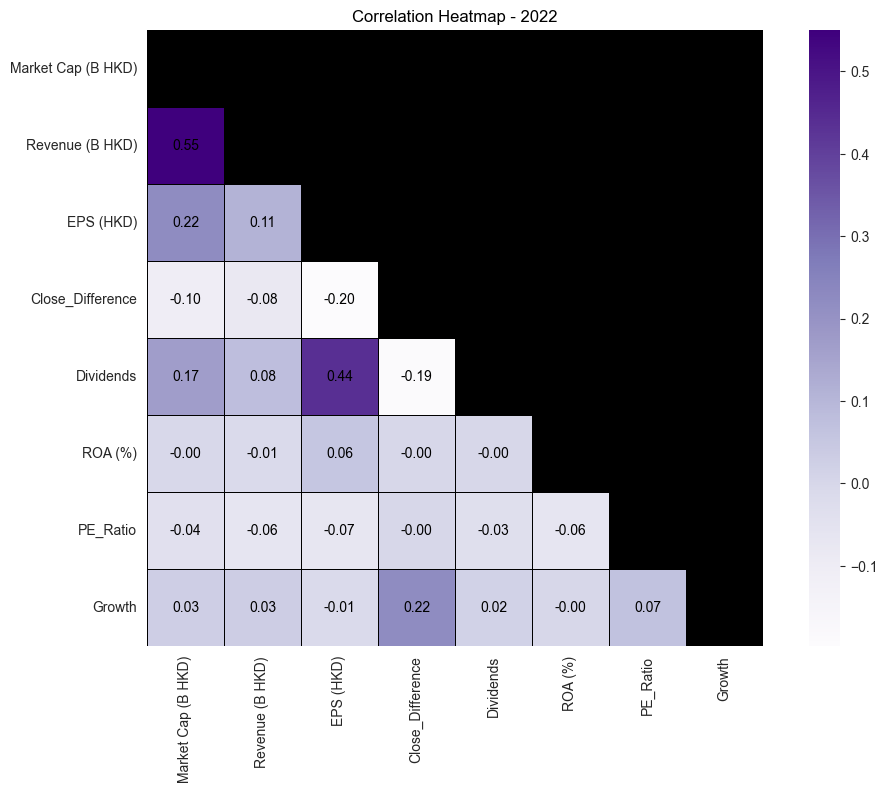 Correlation Heatmap - 2022
Market Cap (B HKD)
Revenue (B HKD)
0.55
EPS (HKD)
0.22 0.11
Close_Difference
-0.10 -0.08 -0.20
Dividends
0.17 0.08 0.44 -0.19
ROA (%)
-0.00 -0.01 0.06 -0.00 -0.00
PE_Ratio
-0.04 -0.06 -0.07 -0.00 -0.03 -0.06
Growth
0.03 0.03 -0.01 0.22 0.02 -0.00 0.07
Market Cap (B HKD)
Revenue (B HKD)
EPS (HKD)
Close_Difference
Dividends
ROA (%)
PE_Ratio
Growth
0.5
0.4
0.3
0.2
0.1
0.0
−0.1